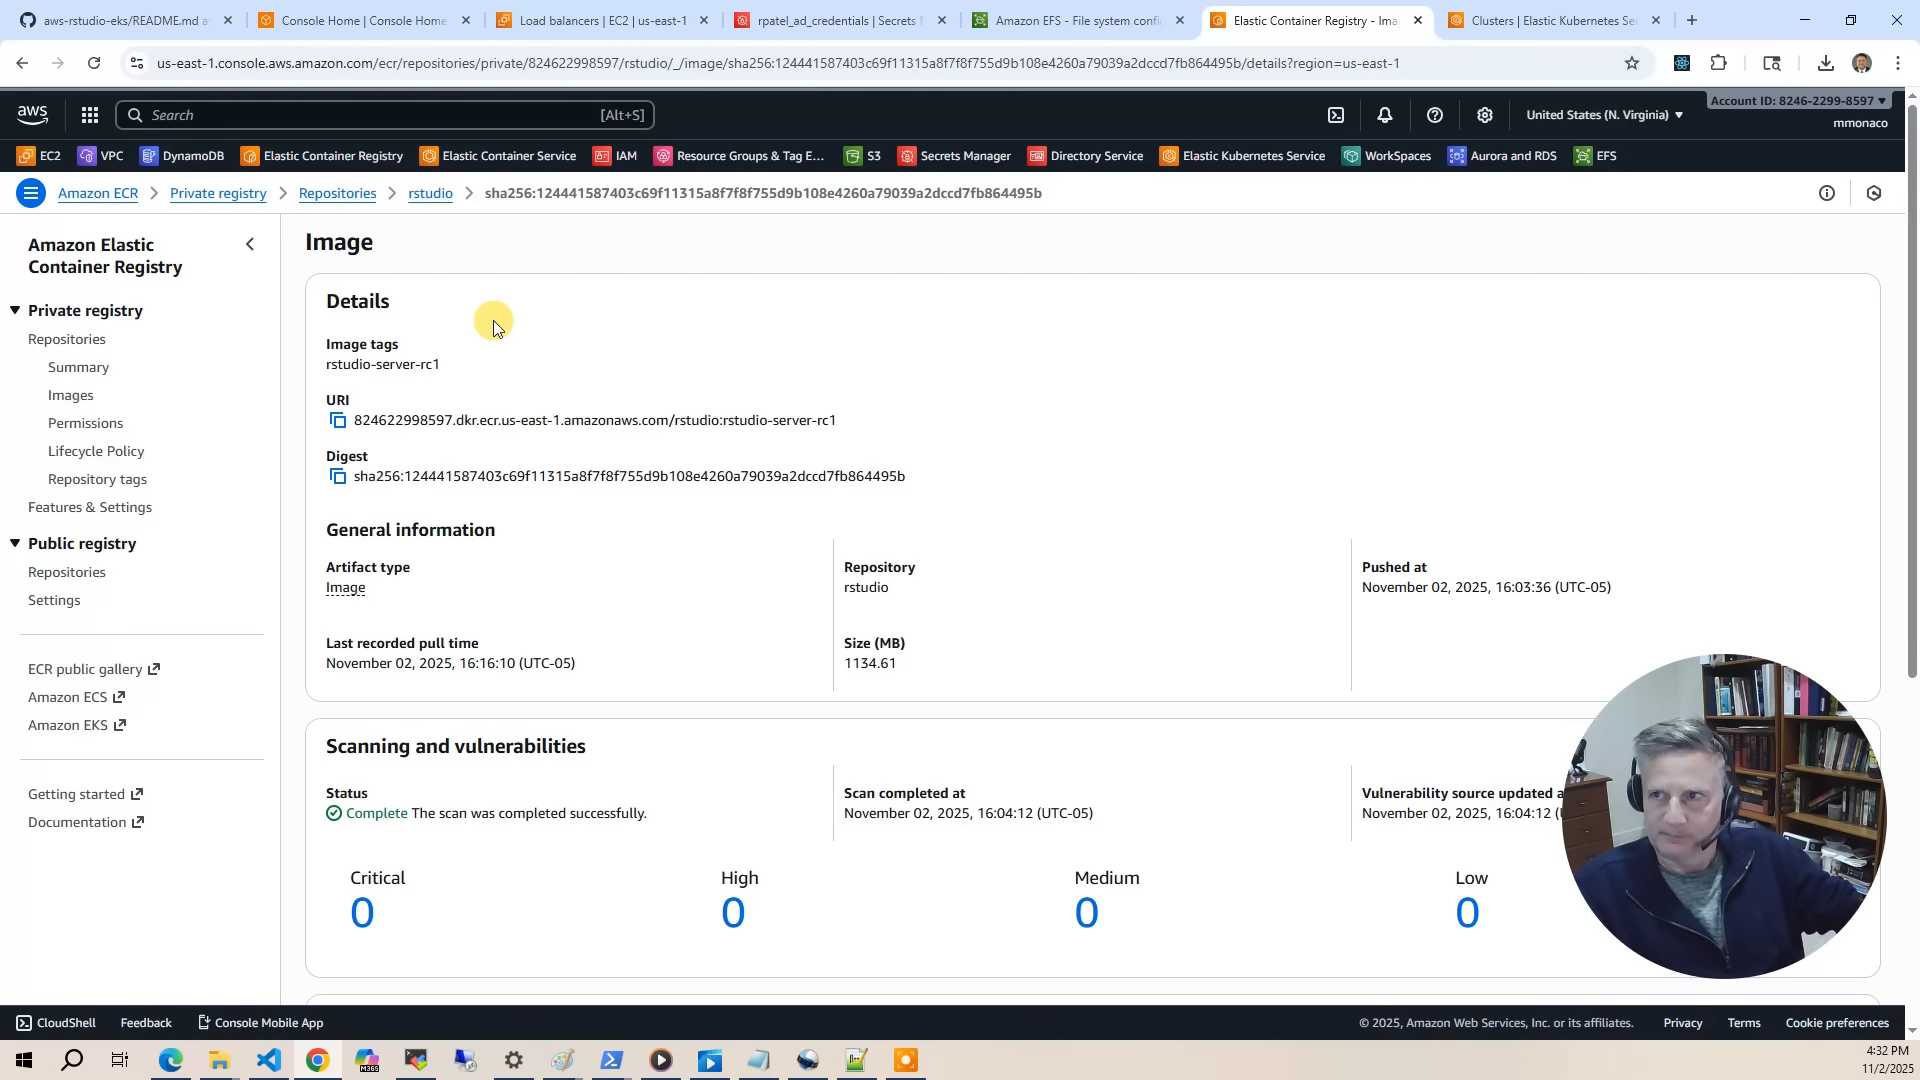 aws-rstudio-eks/README.md a
Console Home | Console Home
Load balancers | EC2 | us-east-1
rpatel_ad_credentials | Secrets
Amazon EFS - File system confi
Elastic Container Registry - Ima
Clusters | Elastic Kubernetes Se
us-east-1.console.aws.amazon.com/ecr/repositories/private/824622998597/rstudio/_/image/sha256:124441587403c69f11315a8f7f8f755d9b108e4260a79039a2dccd7fb864495b/details?region=us-east-1
aws
Search
[Alt+S]
United States (N. Virginia)
Account ID: 8246-2299-8597
mmonaco
EC2
VPC
DynamoDB
Elastic Container Registry
Elastic Container Service
IAM
Resource Groups & Tag E...
S3
Secrets Manager
Directory Service
Elastic Kubernetes Service
WorkSpaces
Aurora and RDS
EFS
Amazon ECR
Private registry
Repositories
rstudio
sha256:124441587403c69f11315a8f7f8f755d9b108e4260a79039a2dccd7fb864495b
Amazon Elastic
Container Registry
Private registry
Repositories
Summary
Images
Permissions
Lifecycle Policy
Repository tags
Features & Settings
Public registry
Repositories
Settings
ECR public gallery
Amazon ECS
Amazon EKS
Getting started
Documentation
Image
Details
Image tags
rstudio-server-rc1
URI
824622998597.dkr.ecr.us-east-1.amazonaws.com/rstudio:rstudio-server-rc1
Digest
sha256:124441587403c69f11315a8f7f8f755d9b108e4260a79039a2dccd7fb864495b
General information
Artifact type
Image
Repository
rstudio
Pushed at
November 02, 2025, 16:03:36 (UTC-05)
Last recorded pull time
November 02, 2025, 16:16:10 (UTC-05)
Size (MB)
1134.61
Scanning and vulnerabilities
Status
Complete The scan was completed successfully.
Scan completed at
November 02, 2025, 16:04:12 (UTC-05)
Vulnerability source updated a
November 02, 2025, 16:04:12 (
Critical
0
High
0
Medium
0
Low
0
CloudShell
Feedback
Console Mobile App
© 2025, Amazon Web Services, Inc. or its affiliates.
Privacy
Terms
Cookie preferences
M365
4:32 PM
11/2/2025